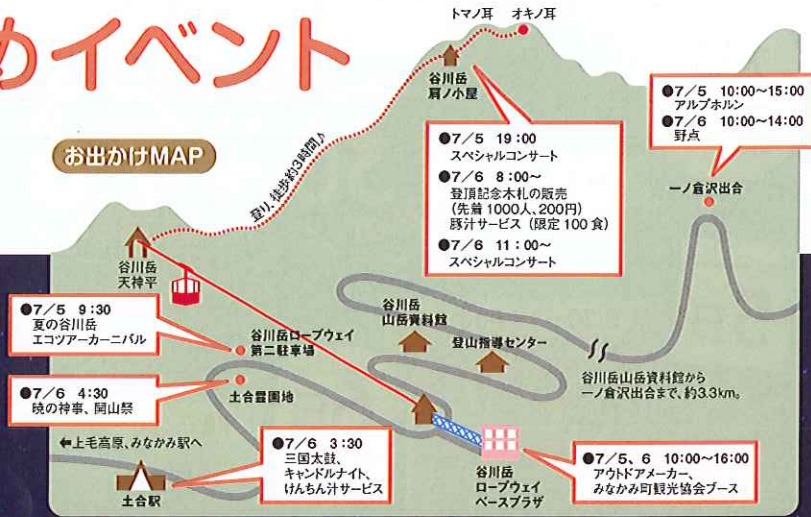 めイベント
お出かけMAP
トマノ耳
オキノ耳
谷川岳
肩ノ小屋
登り、徒歩約3時間♪
●7/5 10:00〜15:00
アルプホルン
●7/6 10:00〜14:00
野点
一ノ倉沢出合
●7/5 19:00
スペシャルコンサート
●7/6 8:00〜
登頂記念木札の販売
(先着1000人、200円)
豚汁サービス (限定100食)
●7/6 11:00〜
スペシャルコンサート
谷川岳
天神平
●7/5 9:30
夏の谷川岳
エコツアーカーニバル
谷川岳ロープウェイ
第二駐車場
谷川岳
山岳資料館
登山指導センター
谷川岳山岳資料館から
一ノ倉沢出合まで、約3.3km。
●7/6 4:30
暁の神事、開山祭
土合霊園地
←上毛高原、みなかみ駅へ
土合駅
●7/6 3:30
三国太鼓、
キャンドルナイト、
けんちん汁サービス
谷川岳
ロープウェイ
ベースプラザ
●7/5、6 10:00〜16:00
アウトドアメーカー、
みなかみ町観光協会ブース